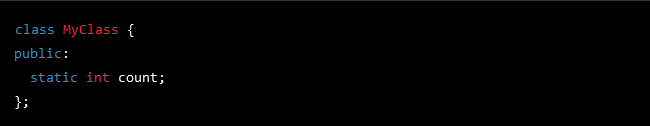 class MyClass {
public:
  static int count;
};